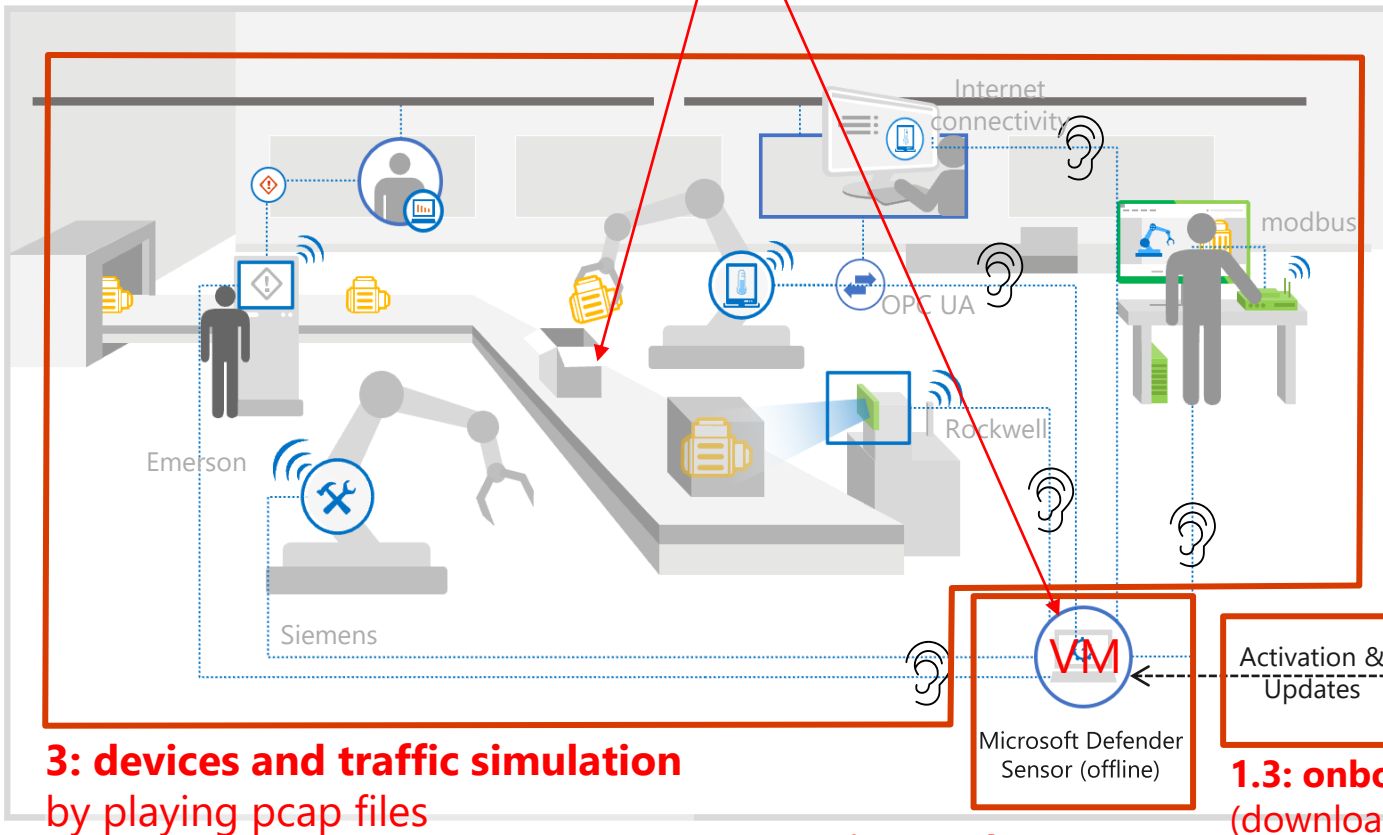 Internet
connectivity
modbus
OPC UA
Rockwell
Emerson
Siemens
VM
Activation &
Updates
Microsoft Defender
Sensor (offline)
3: devices and traffic simulation
by playing pcap files
1.3: onbo
(downloa